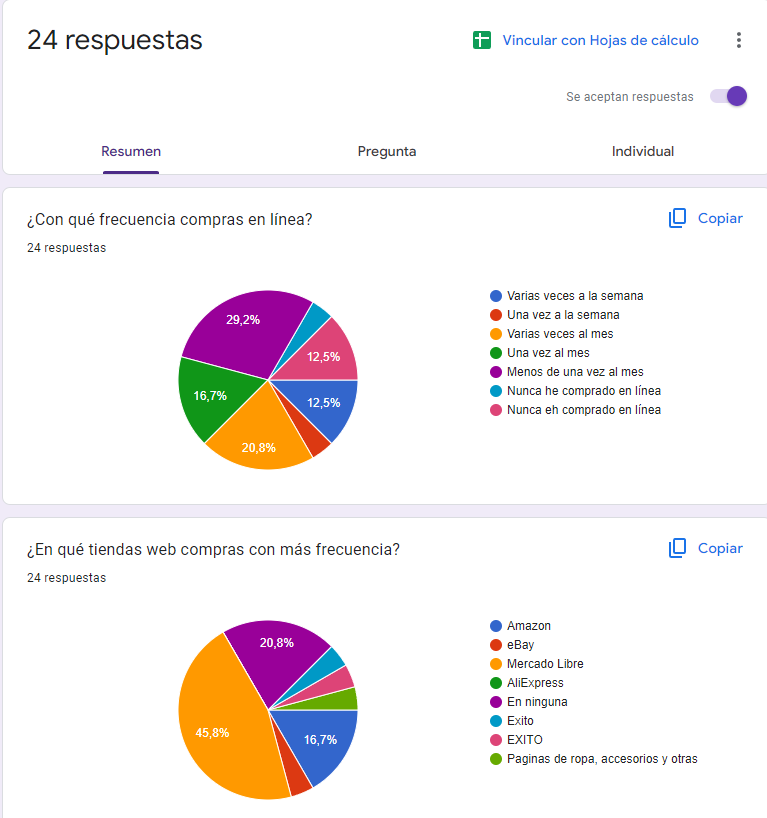 24 respuestas
Vincular con Hojas de cálculo
Se aceptan respuestas
Resumen
Pregunta
Individual
¿Con qué frecuencia compras en línea?
Copiar
24 respuestas
29,2%
12,5%
16,7%
12,5%
20,8%
Varias veces a la semana
Una vez a la semana
Varias veces al mes
Una vez al mes
Menos de una vez al mes
Nunca he comprado en línea
Nunca eh comprado en línea
¿En qué tiendas web compras con más frecuencia?
Copiar
24 respuestas
20,8%
45,8%
16,7%
Amazon
eBay
Mercado Libre
AliExpress
En ninguna
Exito
EXITO
Paginas de ropa, accesorios y otras